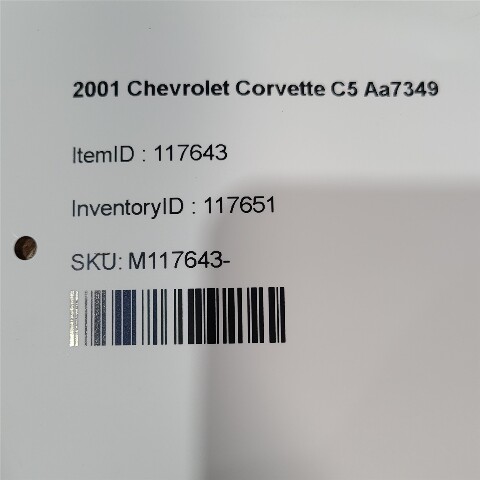 2001 Chevrolet Corvette C5 Aa7349
ItemID : 117643
InventoryID : 117651
SKU: M117643-